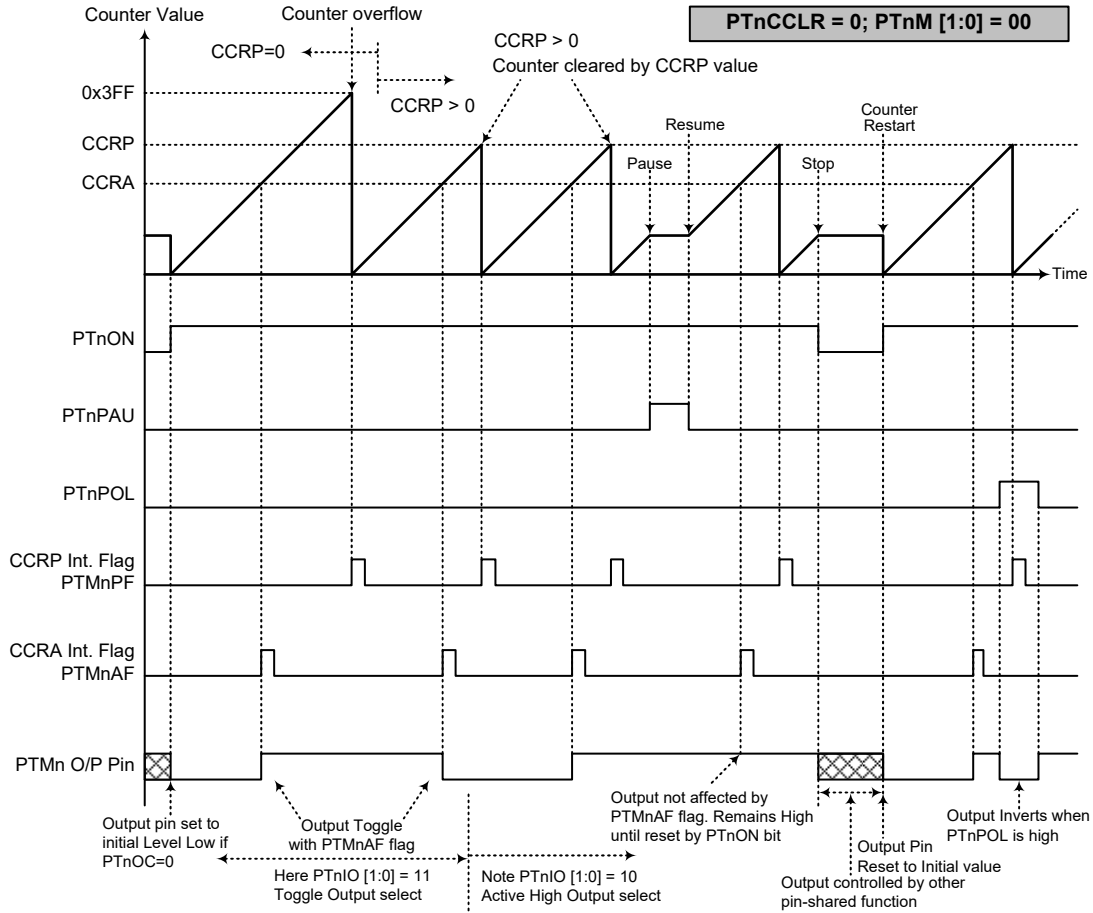 Counter Value
Counter overflow
PTnCCLR = 0; PTnM [1:0] = 00
CCRP=0
CCRP > 0
CCRP > 0
Counter cleared by CCRP value
0x3FF
CCRP
CCRA
Pause
Resume
Stop
Counter
Restart
Time
PTnON
PTnPAU
PTnPOL
CCRP Int. Flag
PTMnPF
CCRA Int. Flag
PTMnAF
PTMn O/P Pin
Output pin set to
initial Level Low if
PTnOC=0
Output Toggle
with PTMnAF flag
Here PTnIO [1:0] = 11
Toggle Output select
Note PTnIO [1:0] = 10
Active High Output select
Output not affected by
PTMnAF flag. Remains High
until reset by PTnON bit
Output Pin
Reset to Initial value
Output controlled by other
pin-shared function
Output Inverts when
PTnPOL is high